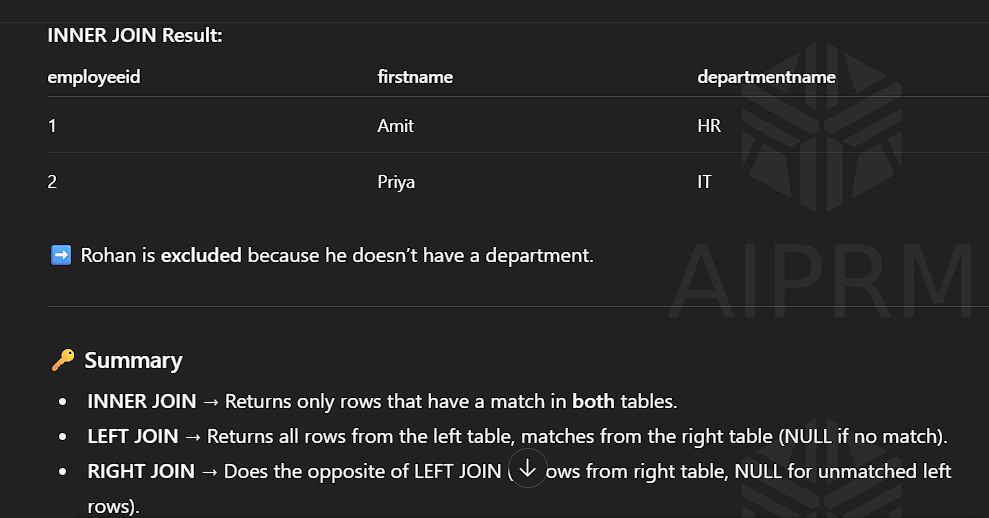 INNER JOIN Result:
employeeid firstname departmentname
1 Amit HR
2 Priya IT
➡️ Rohan is excluded because he doesn’t have a department.
AIPRM
🔑 Summary
• INNER JOIN → Returns only rows that have a match in both tables.
• LEFT JOIN → Returns all rows from the left table, matches from the right table (NULL if no match).
• RIGHT JOIN → Does the opposite of LEFT JOIN ( ows from right table, NULL for unmatched left
rows).